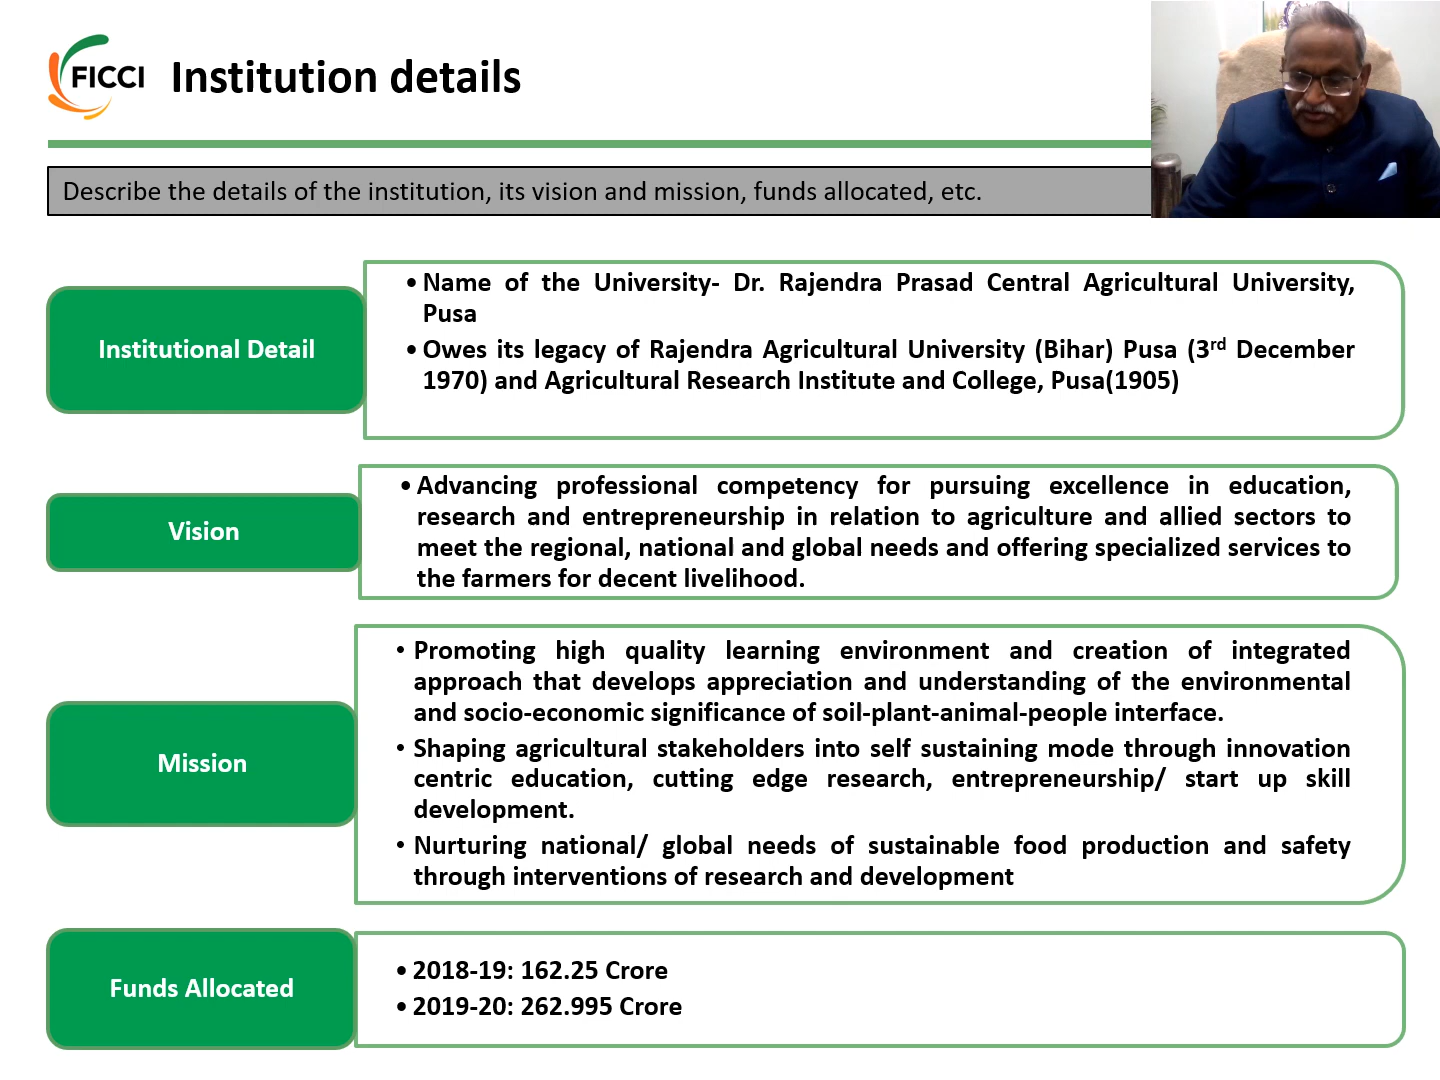 FICCI
Institution details
Describe the details of the institution, its vision and mission, funds allocated, etc.
Institutional Detail
• Name of the University- Dr. Rajendra Prasad Central Agricultural University,
Pusa
• Owes its legacy of Rajendra Agricultural University (Bihar) Pusa (3rd December
1970) and Agricultural Research Institute and College, Pusa(1905)
Vision
• Advancing professional competency for pursuing excellence in education,
research and entrepreneurship in relation to agriculture and allied sectors to
meet the regional, national and global needs and offering specialized services to
the farmers for decent livelihood.
Mission
• Promoting high quality learning environment and creation of integrated
approach that develops appreciation and understanding of the environmental
and socio-economic significance of soil-plant-animal-people interface.
• Shaping agricultural stakeholders into self sustaining mode through innovation
centric education, cutting edge research, entrepreneurship/ start up skill
development.
• Nurturing national/ global needs of sustainable food production and safety
through interventions of research and development
Funds Allocated
• 2018-19: 162.25 Crore
• 2019-20: 262.995 Crore